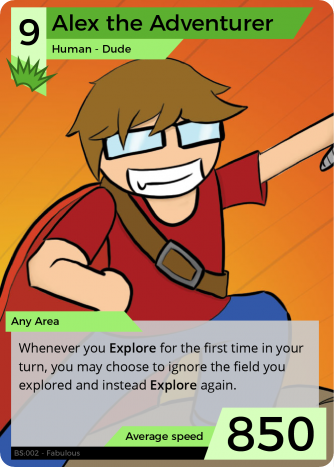 9
Alex the Adventurer
Human - Dude
Any Area
Whenever you Explore for the first time in your
turn, you may choose to ignore the field you
explored and instead Explore again.
Average speed
850
BS:002 - Fabulous